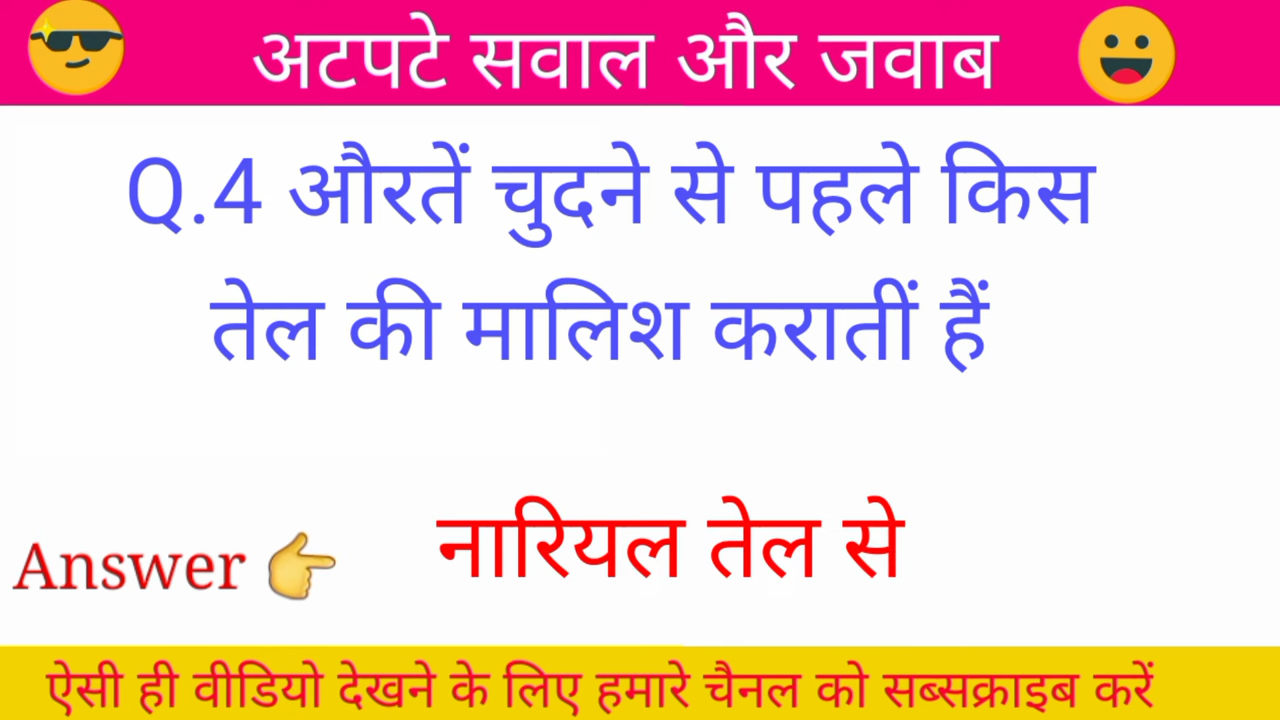 अटपटे सवाल और जवाब
Q.4 औरतें चुदने से पहले किस
तेल की मालिश करातीं हैं
Answer नारियल तेल से
ऐसी ही वीडियो देखने के लिए हमारे चैनल को सब्सक्राइब करें